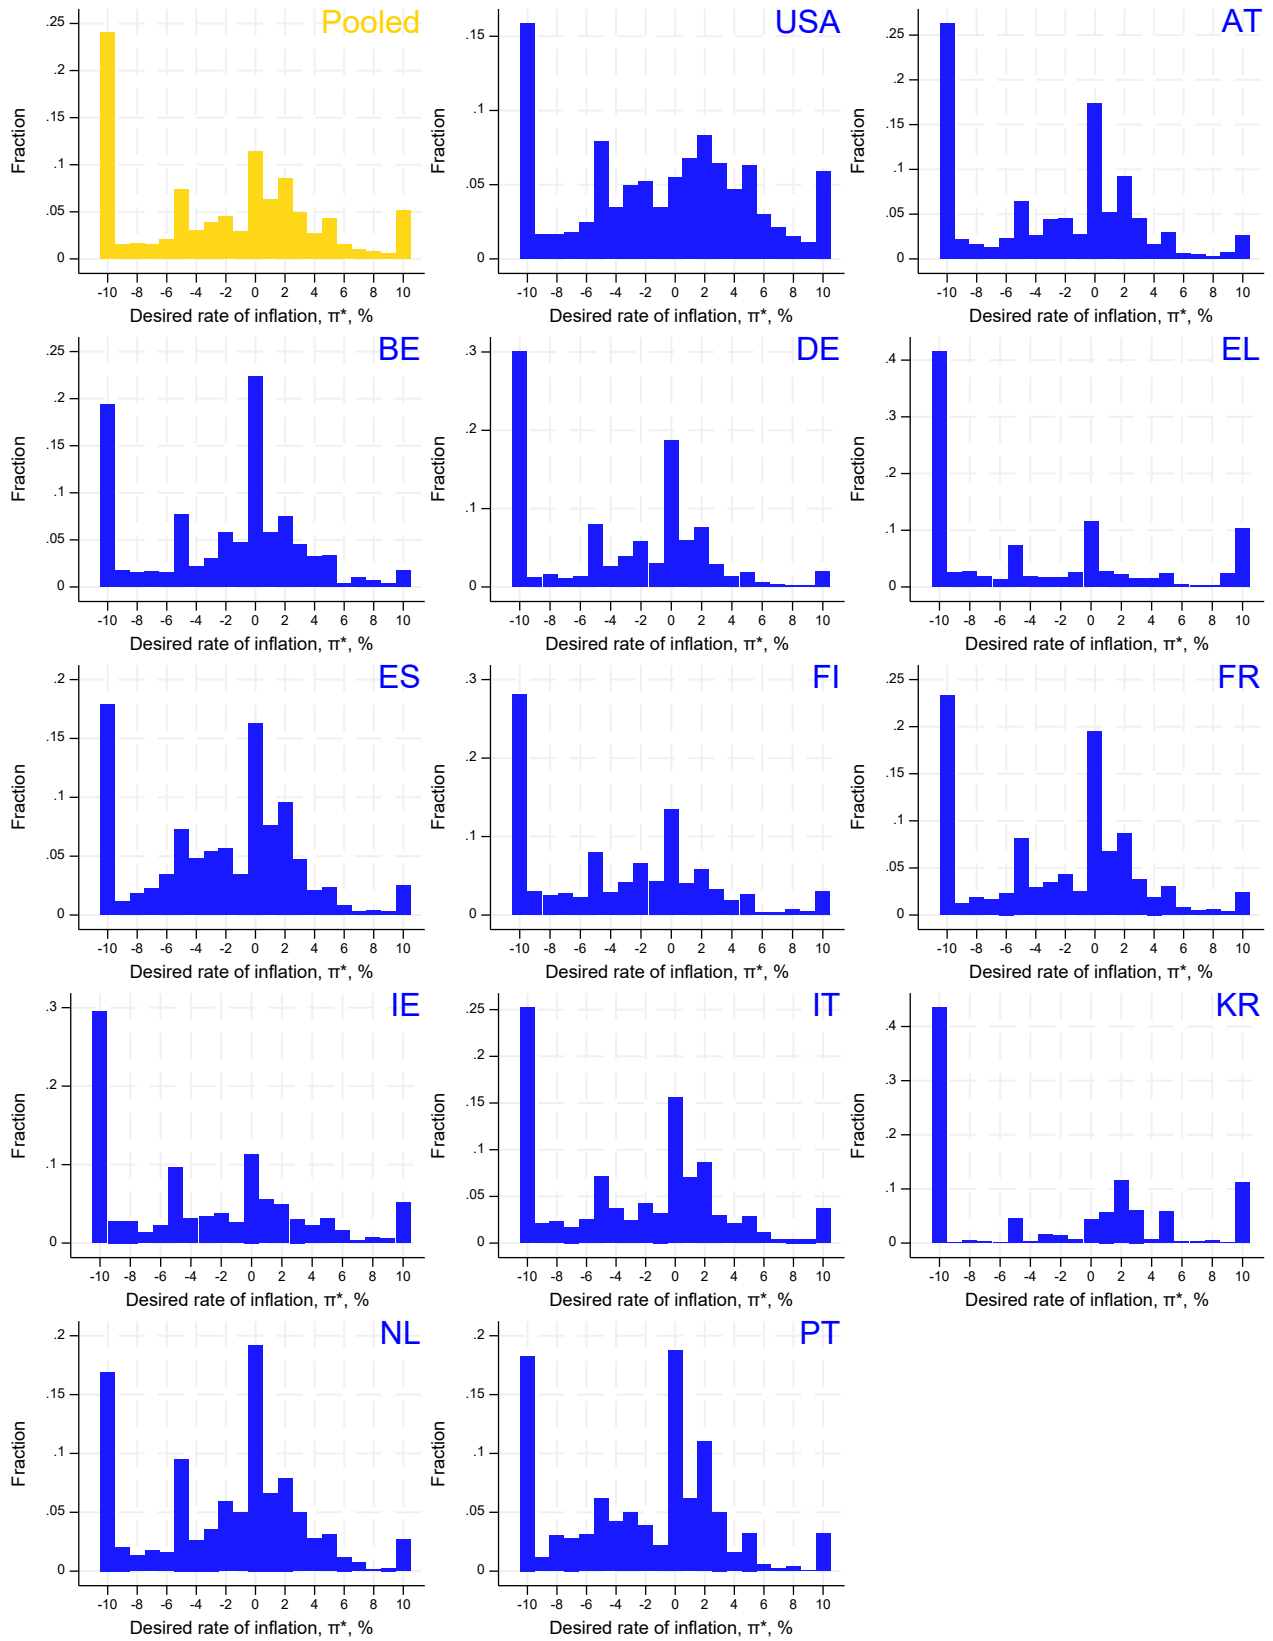 Pooled
.25
.2
.15
.1
.05
0
Fraction
-10 -8 -6 -4 -2 0 2 4 6 8 10
Desired rate of inflation, π*, %
USA
.15
.1
.05
0
Fraction
-10 -8 -6 -4 -2 0 2 4 6 8 10
Desired rate of inflation, π*, %
AT
.25
.2
.15
.1
.05
0
Fraction
-10 -8 -6 -4 -2 0 2 4 6 8 10
Desired rate of inflation, π*, %
BE
.25
.2
.15
.1
.05
0
Fraction
-10 -8 -6 -4 -2 0 2 4 6 8 10
Desired rate of inflation, π*, %
DE
.3
.2
.1
0
Fraction
-10 -8 -6 -4 -2 0 2 4 6 8 10
Desired rate of inflation, π*, %
EL
.4
.3
.2
.1
0
Fraction
-10 -8 -6 -4 -2 0 2 4 6 8 10
Desired rate of inflation, π*, %
ES
.2
.15
.1
.05
0
Fraction
-10 -8 -6 -4 -2 0 2 4 6 8 10
Desired rate of inflation, π*, %
FI
.3
.2
.1
0
Fraction
-10 -8 -6 -4 -2 0 2 4 6 8 10
Desired rate of inflation, π*, %
FR
.25
.2
.15
.1
.05
0
Fraction
-10 -8 -6 -4 -2 0 2 4 6 8 10
Desired rate of inflation, π*, %
IE
.3
.2
.1
0
Fraction
-10 -8 -6 -4 -2 0 2 4 6 8 10
Desired rate of inflation, π*, %
IT
.25
.2
.15
.1
.05
0
Fraction
-10 -8 -6 -4 -2 0 2 4 6 8 10
Desired rate of inflation, π*, %
KR
.4
.3
.2
.1
0
Fraction
-10 -8 -6 -4 -2 0 2 4 6 8 10
Desired rate of inflation, π*, %
NL
.2
.15
.1
.05
0
Fraction
-10 -8 -6 -4 -2 0 2 4 6 8 10
Desired rate of inflation, π*, %
PT
.2
.15
.1
.05
0
Fraction
-10 -8 -6 -4 -2 0 2 4 6 8 10
Desired rate of inflation, π*, %